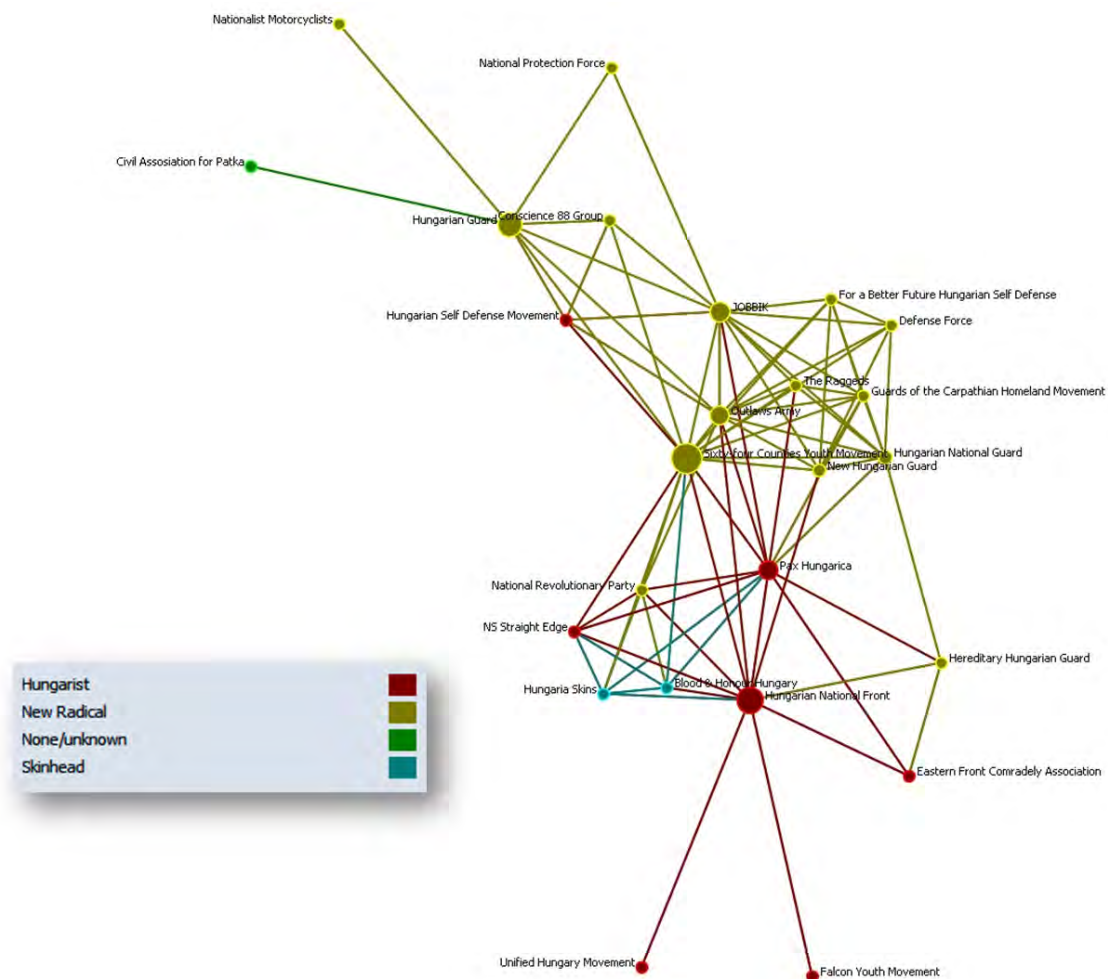 Nationalist Motorcyclists
National Protection Force
Civil Assosiation for Patka
Hungarian Guard
Conscience 88 Group
For a Better Future Hungarian Self Defense
JOBBIK
Hungarian Self Defense Movement
Defense Force
The Raggeds
Guards of the Carpathian Homeland Movement
Outlaws Army
Sixty-four Counties Youth Movement
Hungarian National Guard
New Hungarian Guard
Pax Hungarica
National Revolutionary Party
NS Straight Edge
Hereditary Hungarian Guard
Blood & Honour Hungary
Hungaria Skins
Hungarian National Front
Hungarist
New Radical
None/unknown
Skinhead
Eastern Front Comradely Association
Unified Hungary Movement
Falcon Youth Movement